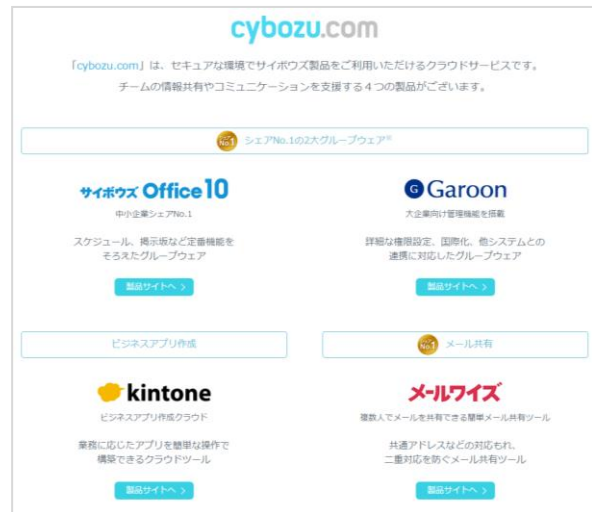 cybozu.com
「cybozu.com」は、セキュアな環境でサイボウズ製品をご利用いただけるクラウドサービスです。
チームの情報共有やコミュニケーションを支援する4つの製品がございます。
No.1 シェアNo.1の2大グループウェア※
サイボウズ Office 10
中小企業シェアNo.1
スケジュール、掲示板など定番機能を
そろえたグループウェア
製品サイトへ >
G Garoon
大企業向け管理機能を搭載
詳細な権限設定、国際化、他システムとの
連携に対応したグループウェア
製品サイトへ >
ビジネスアプリ作成
kintone
ビジネスアプリ作成クラウド
業務に応じたアプリを簡単な操作で
構築できるクラウドツール
製品サイトへ >
No.1 メール共有
メールワイズ
複数人でメールを共有できる簡単メール共有ツール
共通アドレスなどの対応もれ、
二重対応を防ぐメール共有ツール
製品サイトへ >